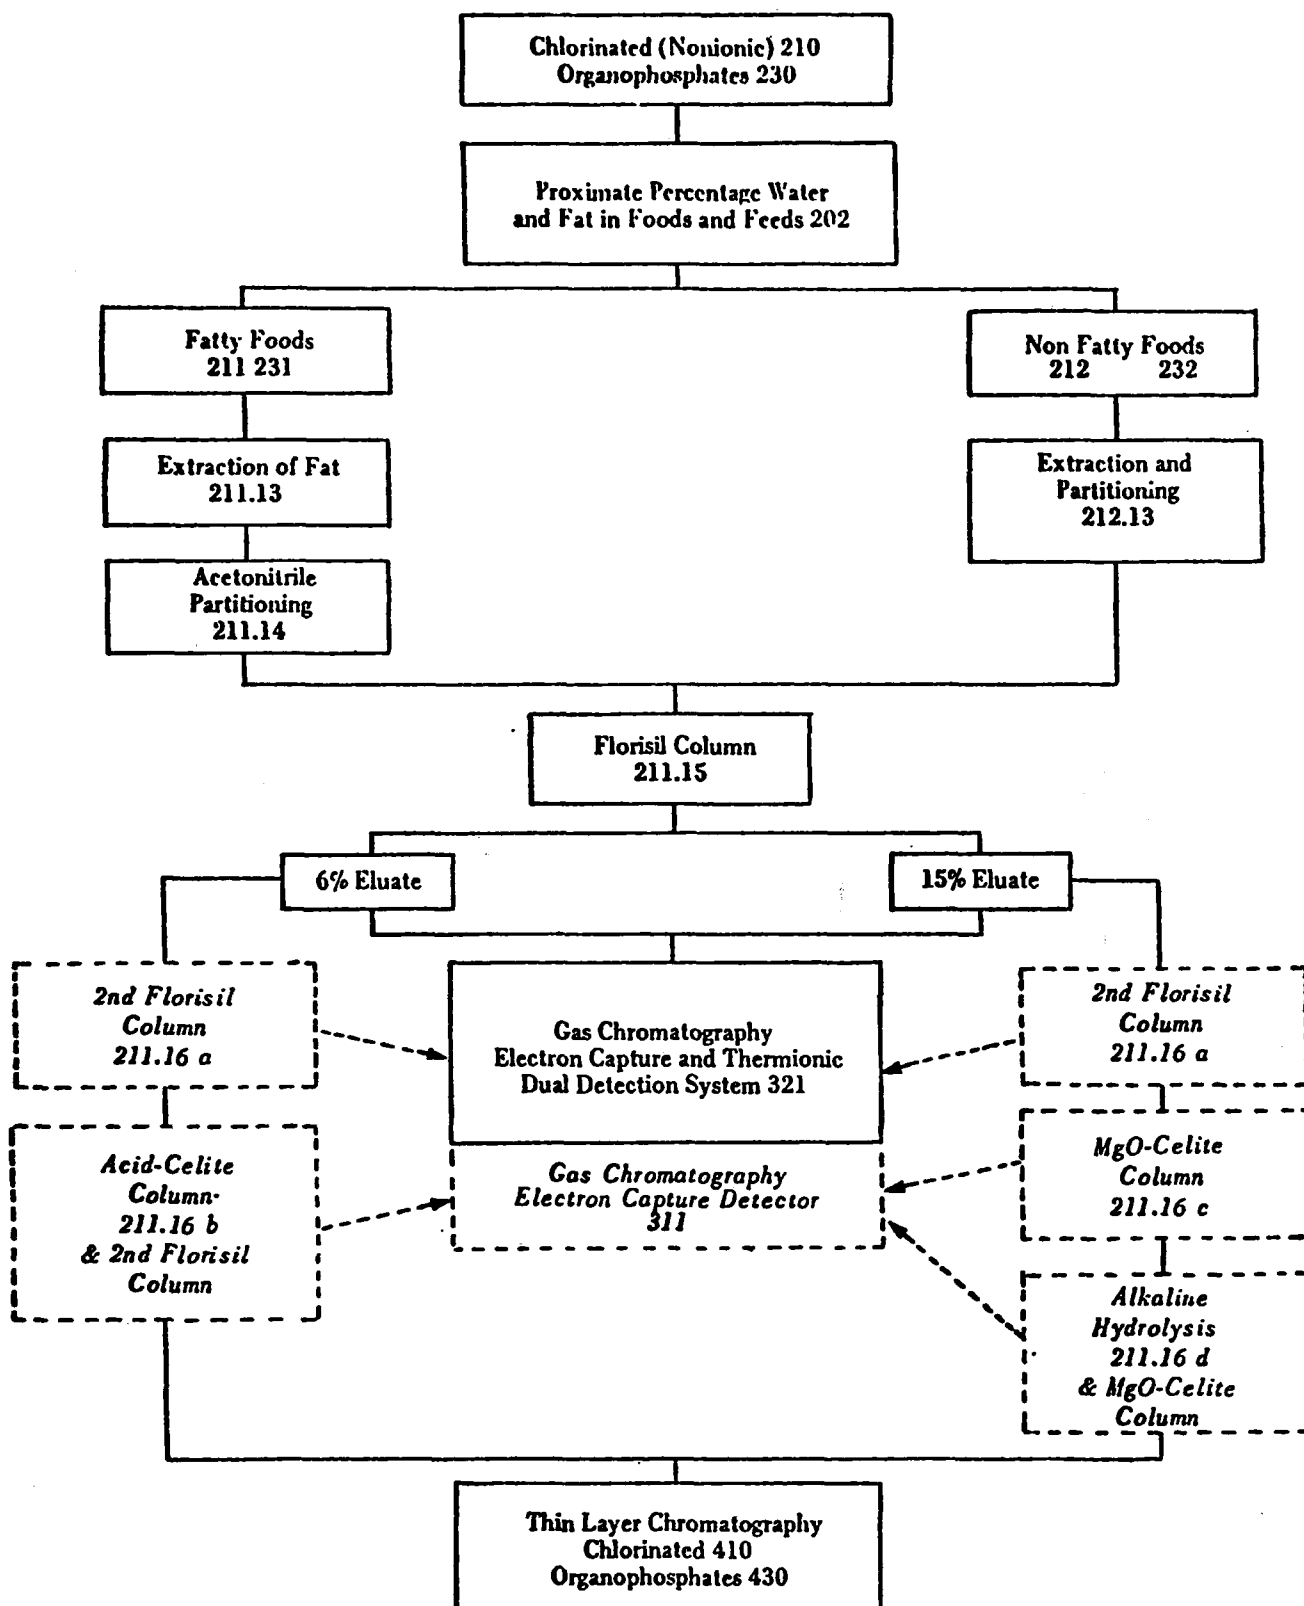 Chlorinated (Nonionic) 210
Organophosphates 230
Proximate Percentage Water
and Fat in Foods and Feeds 202
Fatty Foods
211 231
Non Fatty Foods
212 232
Extraction of Fat
211.13
Extraction and
Partitioning
212.13
Acetonitrile
Partitioning
211.14
Florisil Column
211.15
6% Eluate
15% Eluate
2nd Florisil
Column
211.16 a
Gas Chromatography
Electron Capture and Thermionic
Dual Detection System 321
2nd Florisil
Column
211.16 a
Acid-Celite
Column-
211.16 b
& 2nd Florisil
Column
Gas Chromatography
Electron Capture Detector
311
MgO-Celite
Column
211.16 c
Alkaline
Hydrolysis
211.16 d
& MgO-Celite
Column
Thin Layer Chromatography
Chlorinated 410
Organophosphates 430